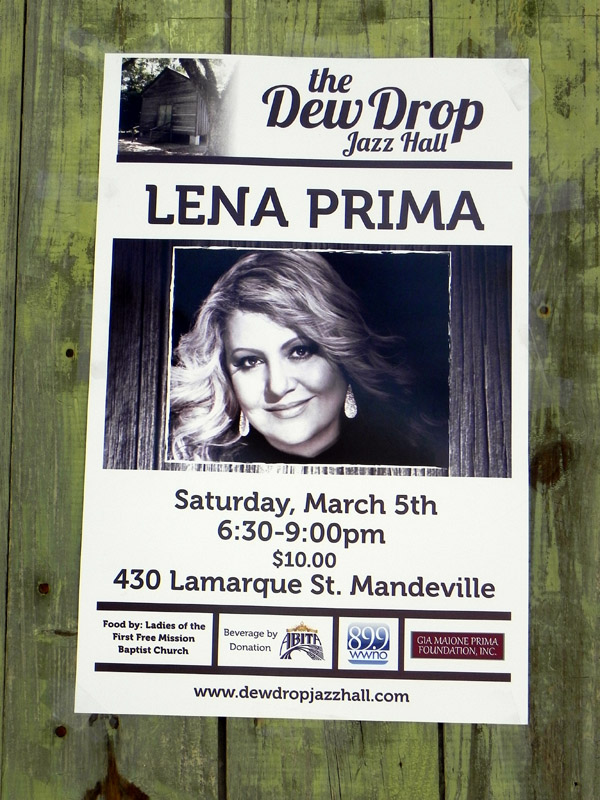 the
Dew Drop
Jazz Hall
LENA PRIMA
Saturday, March 5th
6:30-9:00pm
$10.00
430 Lamarque St. Mandeville
Food by: Ladies of the
First Free Mission
Baptist Church
Beverage by
Donation
ABITA
89.9
WWNO
GIA MAIONE PRIMA
FOUNDATION, INC.
www.dewdropjazzhall.com